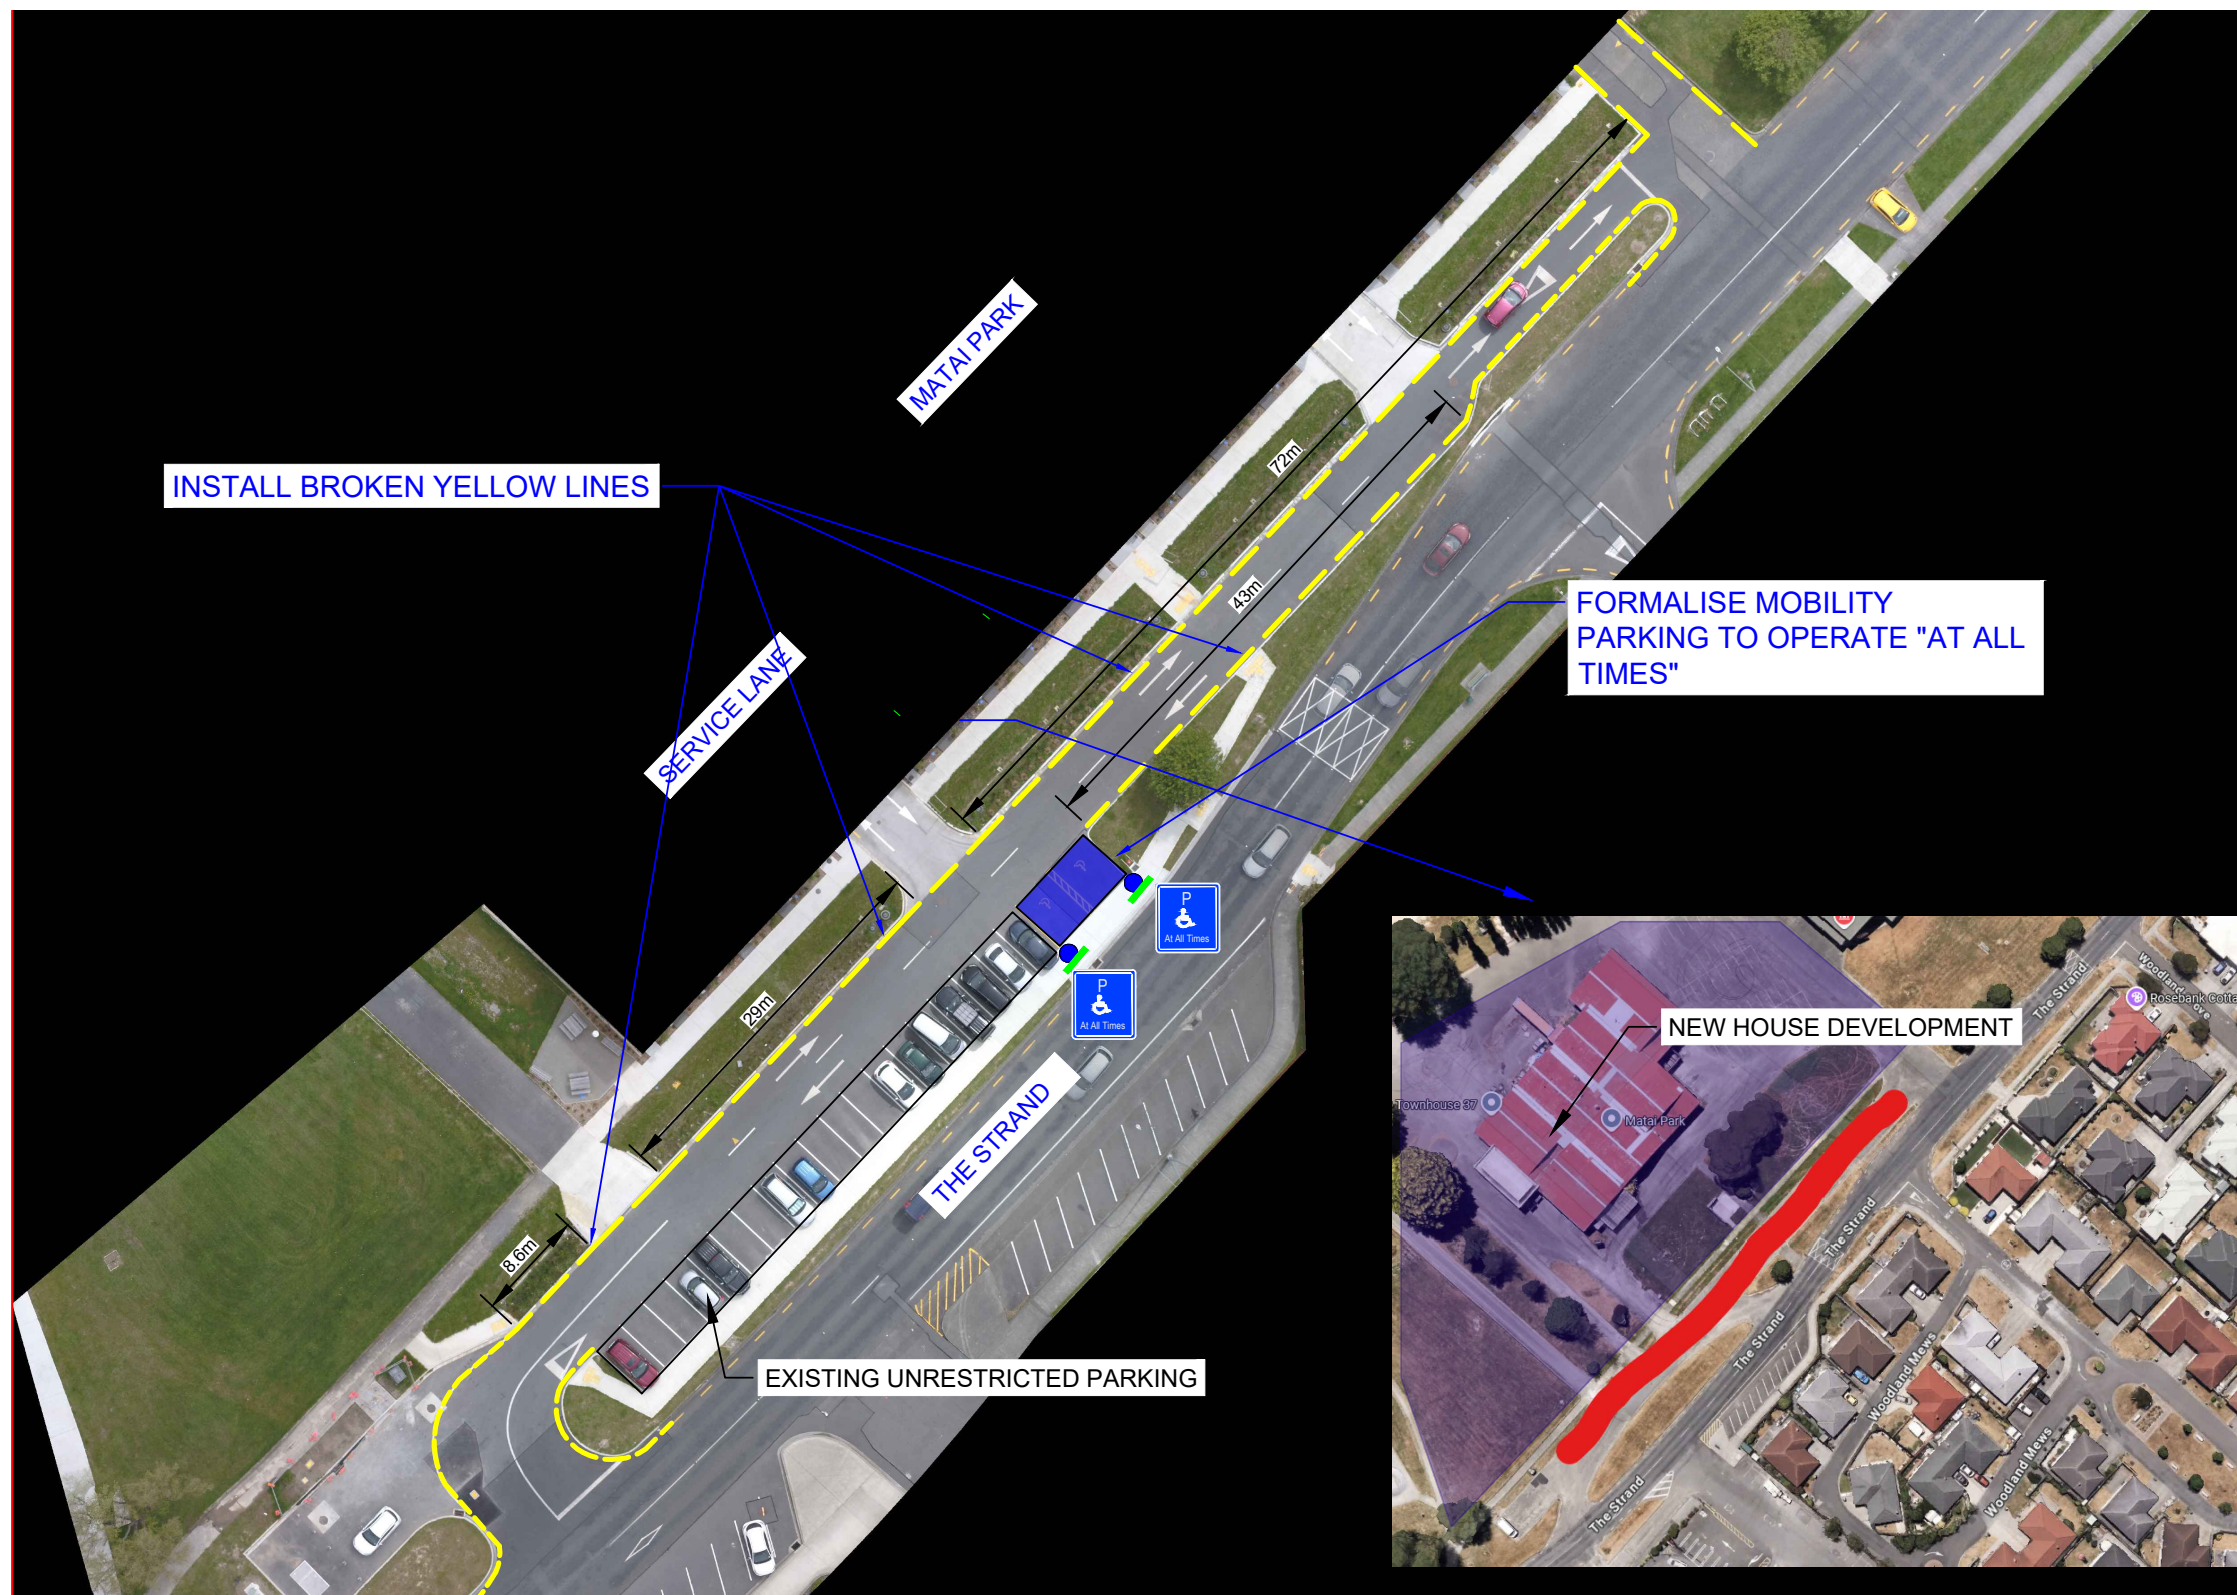 MATAI PARK
INSTALL BROKEN YELLOW LINES
72m
43m
FORMALISE MOBILITY
PARKING TO OPERATE "AT ALL
TIMES"
SERVICE LANE
P
At All Times
P
At All Times
29m
THE STRAND
8.6m
EXISTING UNRESTRICTED PARKING
NEW HOUSE DEVELOPMENT
The Strand
Rosebank Cotta
Townhouse 37
Matai Park
The Strand
The Strand
The Strand
Woodland Mews
Woodland Mews